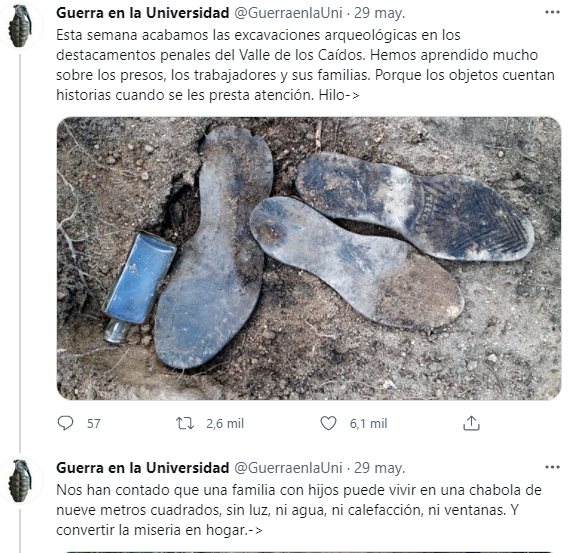 Guerra en la Universidad @GuerraenlaUni · 29 may.
Esta semana acabamos las excavaciones arqueológicas en los
destacamentos penales del Valle de los Caídos. Hemos aprendido mucho
sobre los presos, los trabajadores y sus familias. Porque los objetos cuentan
historias cuando se les presta atención. Hilo->
57 2,6 mil 6,1 mil
Guerra en la Universidad @GuerraenlaUni · 29 may.
Nos han contado que una familia con hijos puede vivir en una chabola de
nueve metros cuadrados, sin luz, ni agua, ni calefacción, ni ventanas. Y
convertir la miseria en hogar.->